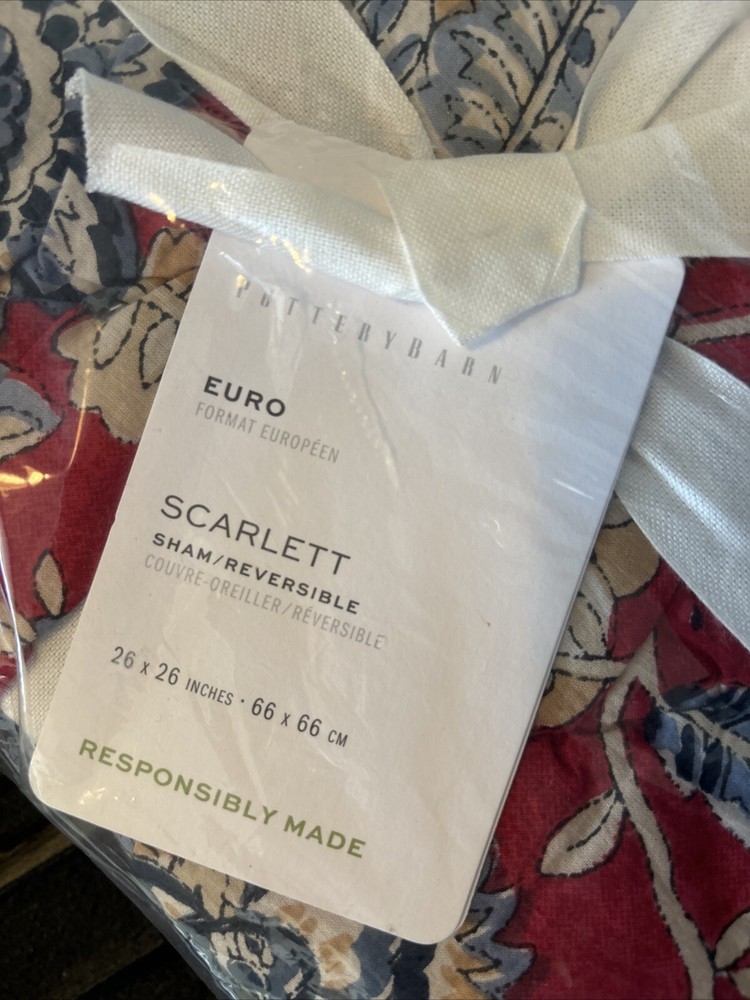 POTTERYBARN
EURO
FORMAT EUROPÉEN
SCARLETT
SHAM/REVERSIBLE
COUVRE-OREILLER/RÉVERSIBLE
26 x 26 INCHES · 66 x 66 CM
RESPONSIBLY MADE